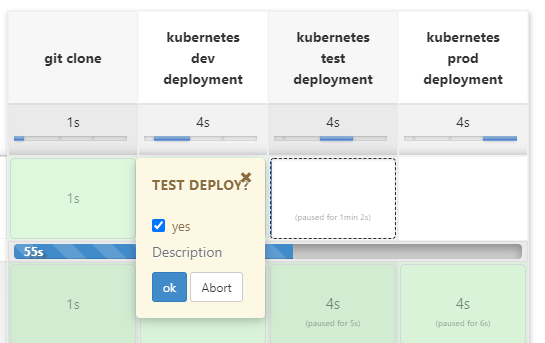 git clone
kubernetes
dev
deployment
kubernetes
test
deployment
kubernetes
prod
deployment
1s
4s
4s
4s
1s
TEST DEPLOY?
yes
Description
ok
Abort
(paused for 1min 2s)
55s
1s
4s
(paused for 5s)
4s
(paused for 6s)